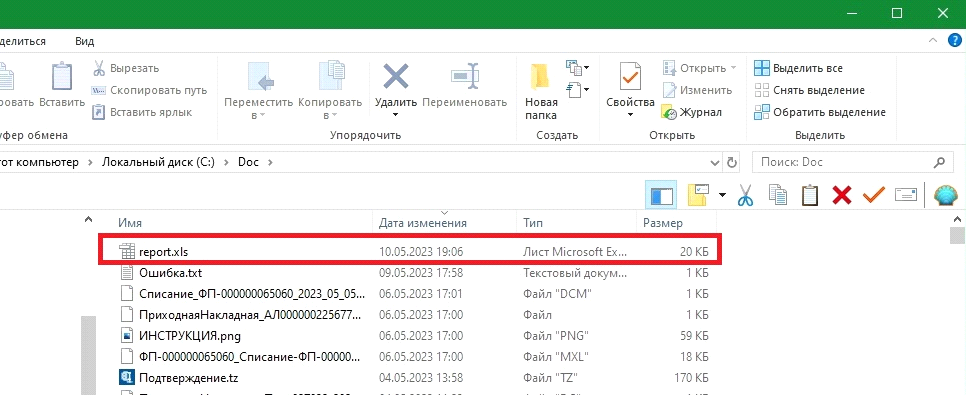 делиться Вид
Вырезать
Скопировать путь
Вставить ярлык
ровать Вставить
уфер обмена
Переместить в
Копировать в
Удалить
Переименовать
Упорядочить
Новая папка
Создать
Свойства
Открыть
Изменить
Журнал
Открыть
Выделить все
Снять выделение
Обратить выделение
Выделить
тот компьютер > Локальный диск (C:) > Doc >
Поиск: Doc
Имя Дата изменения Тип Размер
report.xls 10.05.2023 19:06 Лист Microsoft Ex... 20 КБ
Ошибка.txt 09.05.2023 17:58 Текстовый докум... 1 КБ
Списание_ФП-000000065060_2023_05_05... 06.05.2023 17:01 Файл "DCM" 1 КБ
ПриходнаяНакладная_АЛ000000225677... 06.05.2023 17:00 Файл 1 КБ
ИНСТРУКЦИЯ.png 06.05.2023 17:00 Файл "PNG" 59 КБ
ФП-000000065060_Списание-ФП-0000... 06.05.2023 17:00 Файл "MXL" 18 КБ
Подтверждение.tz 04.05.2023 13:58 Файл "TZ" 170 КБ